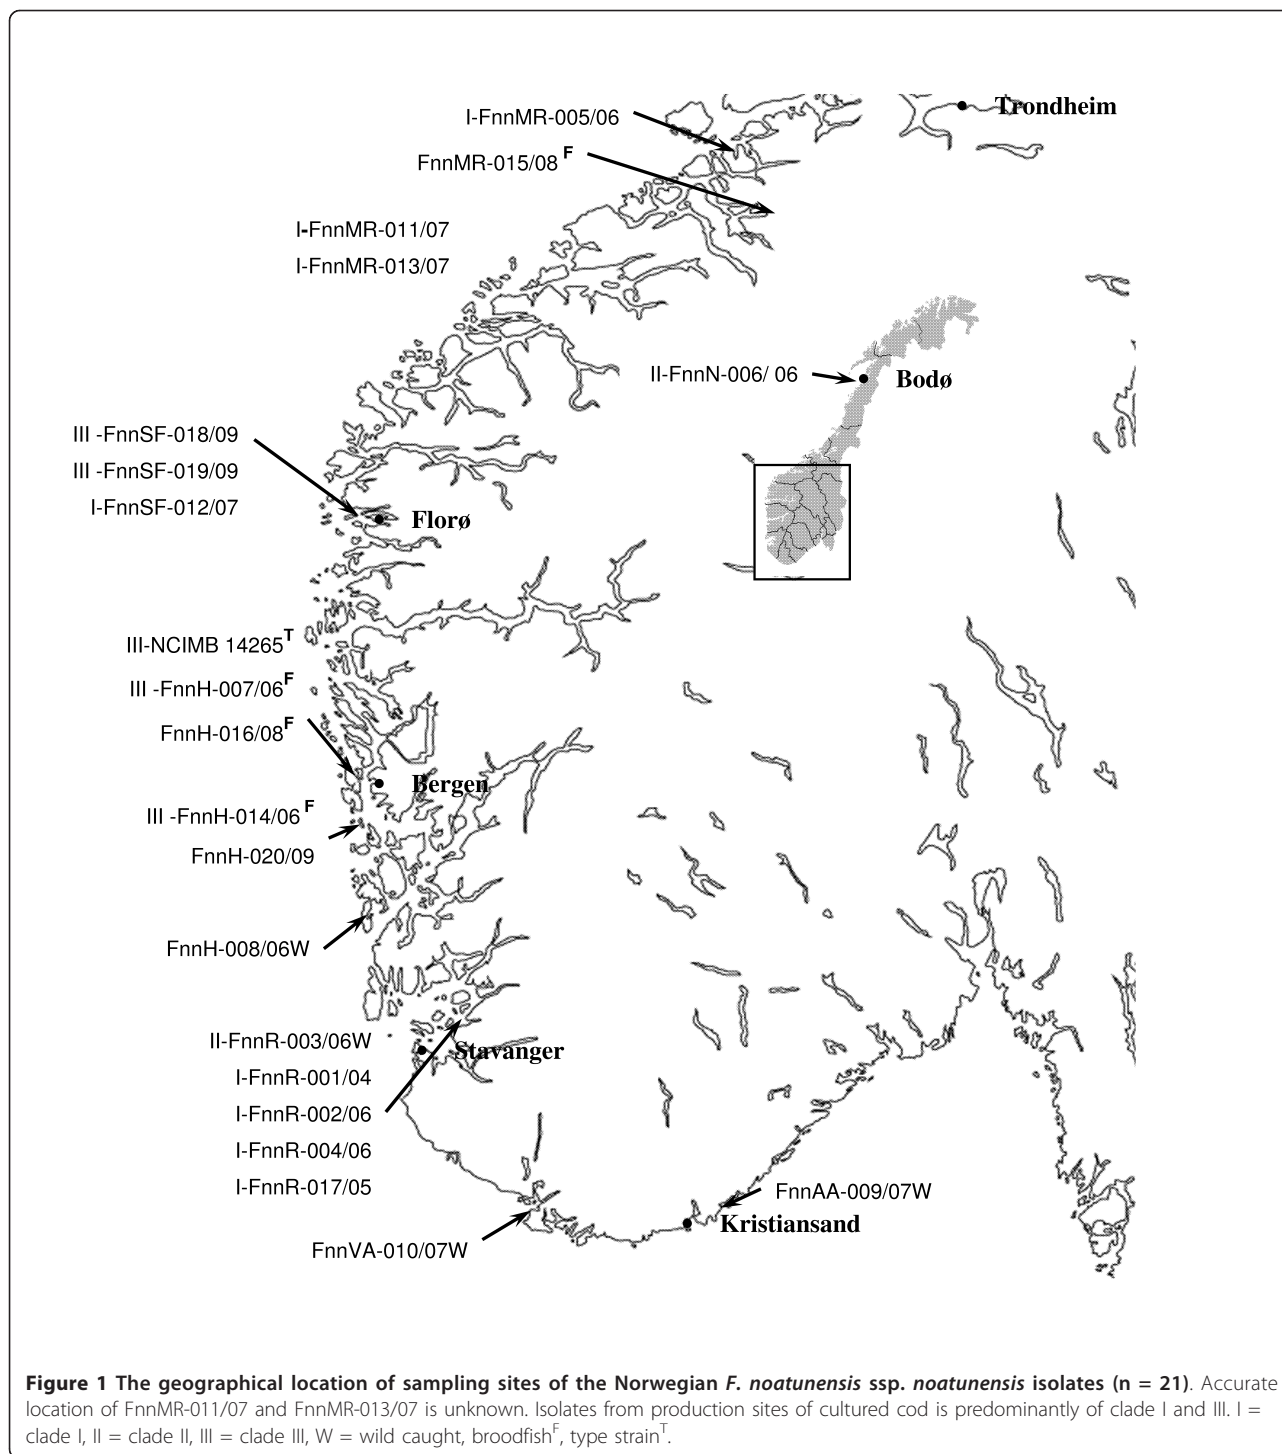 Trondheim
I-FnnMR-005/06
FnnMR-015/08 F
I-FnnMR-011/07
I-FnnMR-013/07
II-FnnN-006/ 06
Bodø
III -FnnSF-018/09
III -FnnSF-019/09
I-FnnSF-012/07
Florø
III-NCIMB 14265T
III -FnnH-007/06F
FnnH-016/08F
Bergen
III -FnnH-014/06 F
FnnH-020/09
FnnH-008/06W
II-FnnR-003/06W
Stavanger
I-FnnR-001/04
I-FnnR-002/06
I-FnnR-004/06
I-FnnR-017/05
FnnAA-009/07W
Kristiansand
FnnVA-010/07W
Figure 1 The geographical location of sampling sites of the Norwegian F. noatunensis ssp. noatunensis isolates (n = 21). Accurate
location of FnnMR-011/07 and FnnMR-013/07 is unknown. Isolates from production sites of cultured cod is predominantly of clade I and III. I =
clade I, II = clade II, III = clade III, W = wild caught, broodfishF, type strainT.